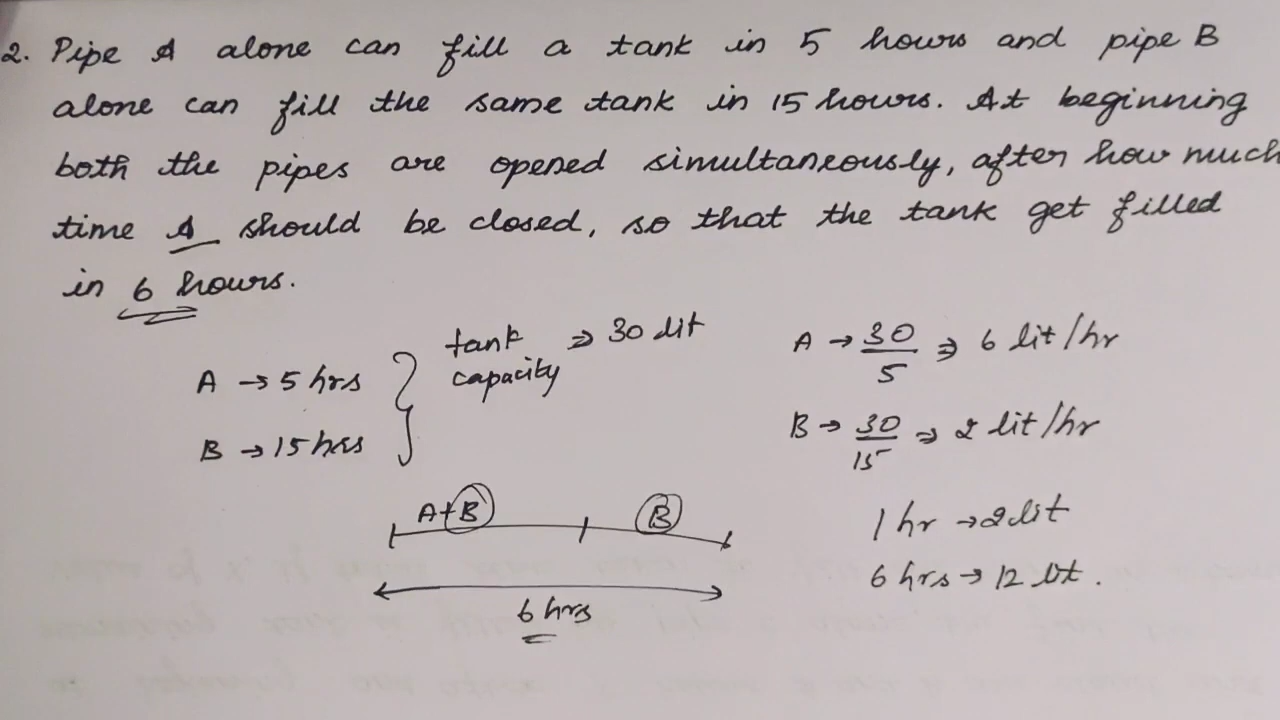 2. Pipe A alone can fill a tank in 5 hours and pipe B
alone can fill the same tank in 15 hours. At beginning
both the pipes are opened simultaneously, after how much
time A should be closed, so that the tank get filled
in 6 hours.
A → 5 hrs
B → 15 hrs
tank capacity ⇒ 30 lit
A → 30/5 ⇒ 6 lit/hr
B → 30/15 ⇒ 2 lit/hr
A+B B
6 hrs
1 hr → 2 lit
6 hrs → 12 lit.